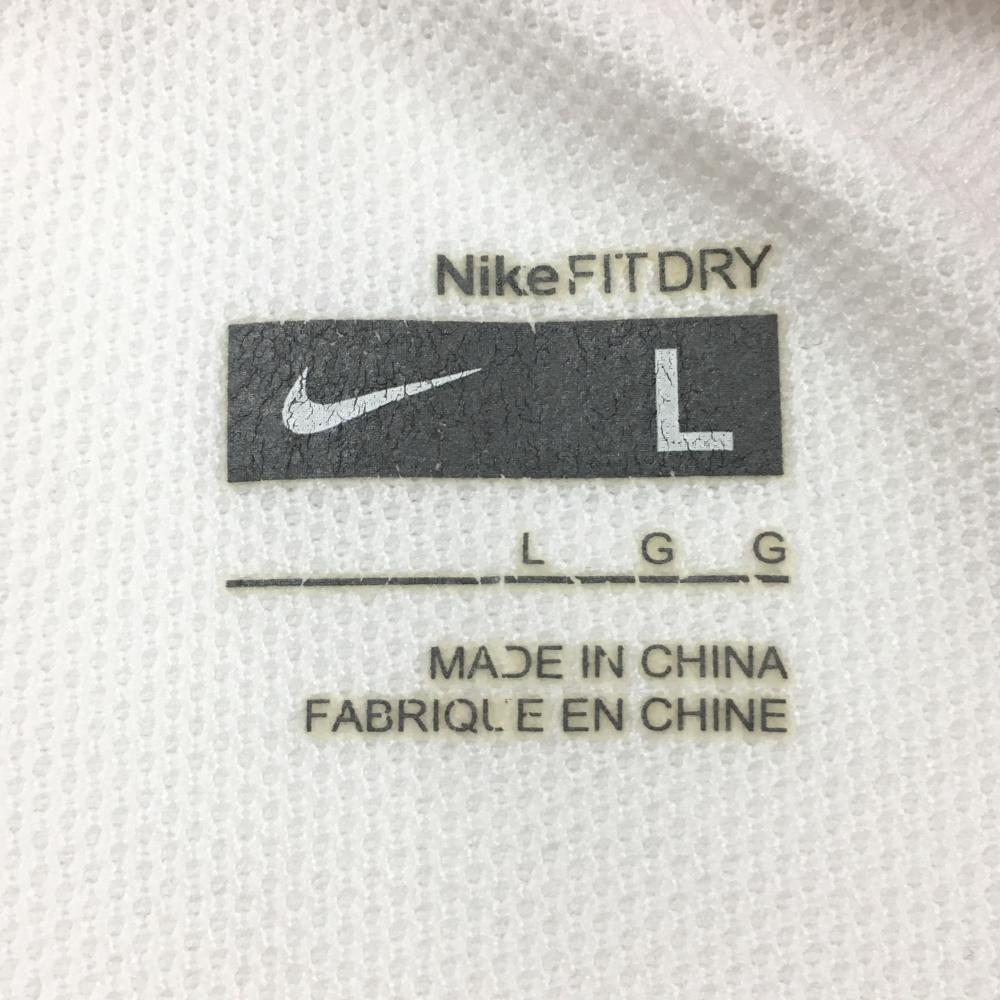 Nike FIT DRY
L
L G G
MADE IN CHINA
FABRIQUE EN CHINE